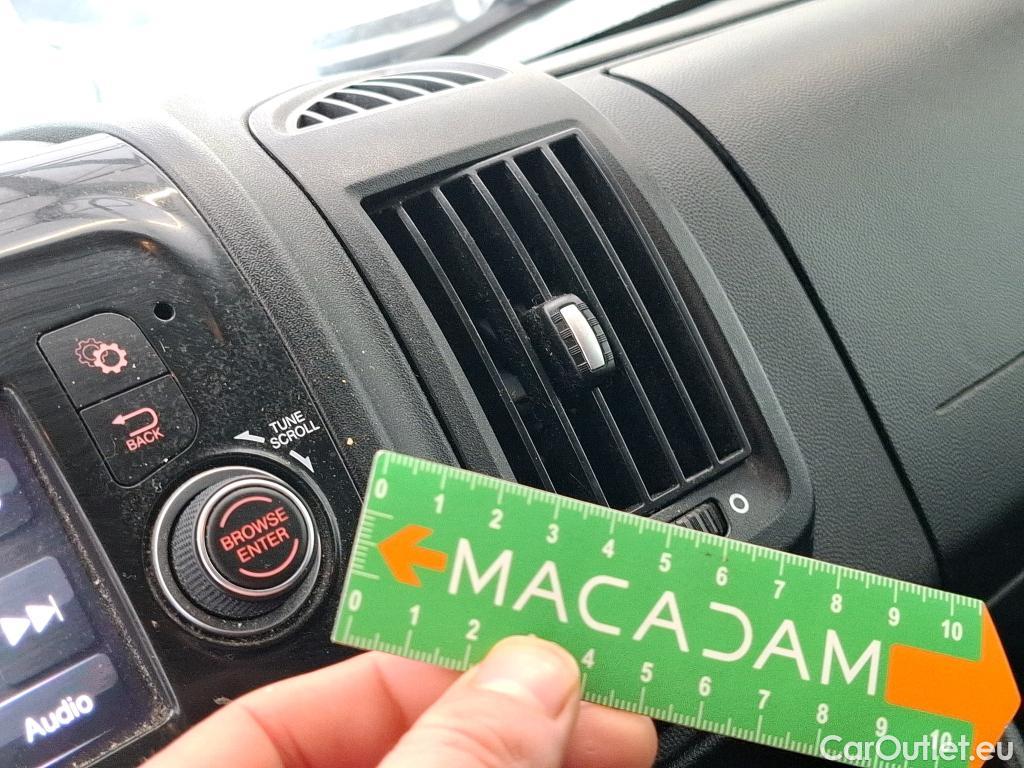 BACK
TUNE
SCROLL
BROWSE
ENTER
Audio
0 1 2 3 4 5 6 7 8 9 10
MACADAM
0 1 2 4 5 6 7 8 9 10
CarOutlet.eu